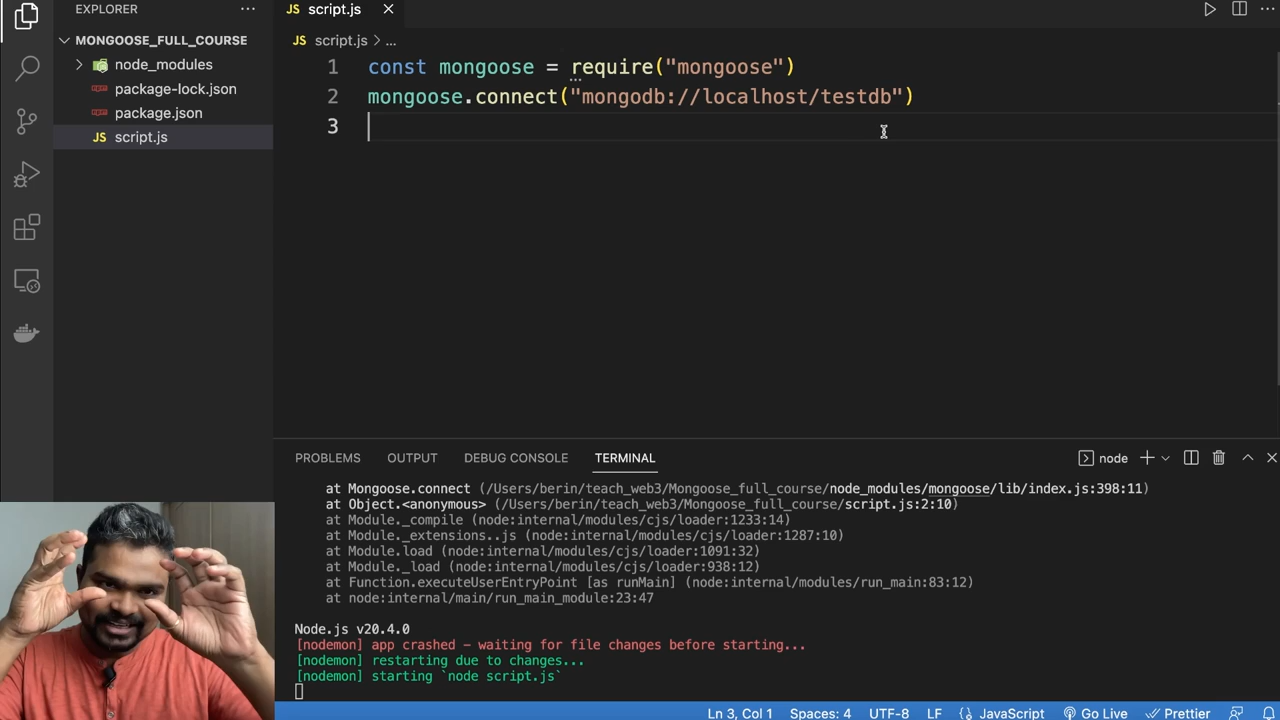 EXPLORER
MONGOOSE_FULL_COURSE
node_modules
package-lock.json
package.json
JS script.js
JS script.js
JS script.js > ...
1 const mongoose = require("mongoose")
2 mongoose.connect("mongodb://localhost/testdb")
3
PROBLEMS OUTPUT DEBUG CONSOLE TERMINAL
node
at Mongoose.connect (/Users/berin/teach_web3/Mongoose_full_course/node_modules/mongoose/lib/index.js:398:11)
at Object.<anonymous> (/Users/berin/teach_web3/Mongoose_full_course/script.js:2:10)
at Module._compile (node:internal/modules/cjs/loader:1233:14)
at Module._extensions..js (node:internal/modules/cjs/loader:1287:10)
at Module.load (node:internal/modules/cjs/loader:1091:32)
at Module._load (node:internal/modules/cjs/loader:938:12)
at Function.executeUserEntryPoint [as runMain] (node:internal/modules/run_main:83:12)
at node:internal/main/run_main_module:23:47
Node.js v20.4.0
[nodemon] app crashed - waiting for file changes before starting...
[nodemon] restarting due to changes...
[nodemon] starting `node script.js`
Ln 3, Col 1 Spaces: 4 UTF-8 LF {} JavaScript Go Live Prettier